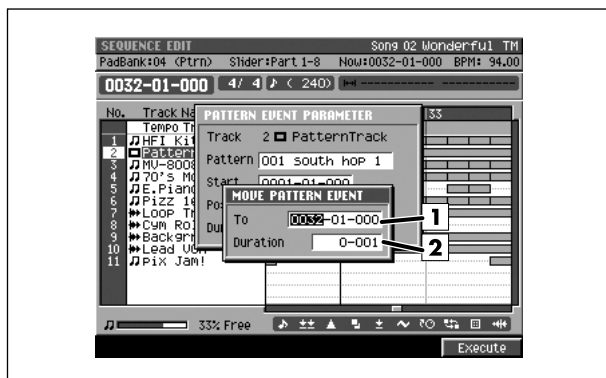 SEQUENCE EDIT Song 02 Wonderful TM
PadBank:04 (Ptrn) Slider:Part 1-8 Now:0032-01-000 BPM: 94.00
0032-01-000 4/ 4 ♪ ( 240)
No. Track Na 33
Tempo Tr
1 HFI Kit
2 Pattern
3 MV-8008
4 70's Mo
5 E.Piano
6 Pizz
7 Loop Tr
8 Cym Ro
9 Backgr
10 Lead
11 Pix Jam!
PATTERN EVENT PARAMETER
Track 2 PatternTrack
Pattern 001 south hop 1
Start 0001-01-000
Po
Du
MOVE PATTERN EVENT
To 0032-01-000 1
Duration 0-001 2
33% Free
Execute